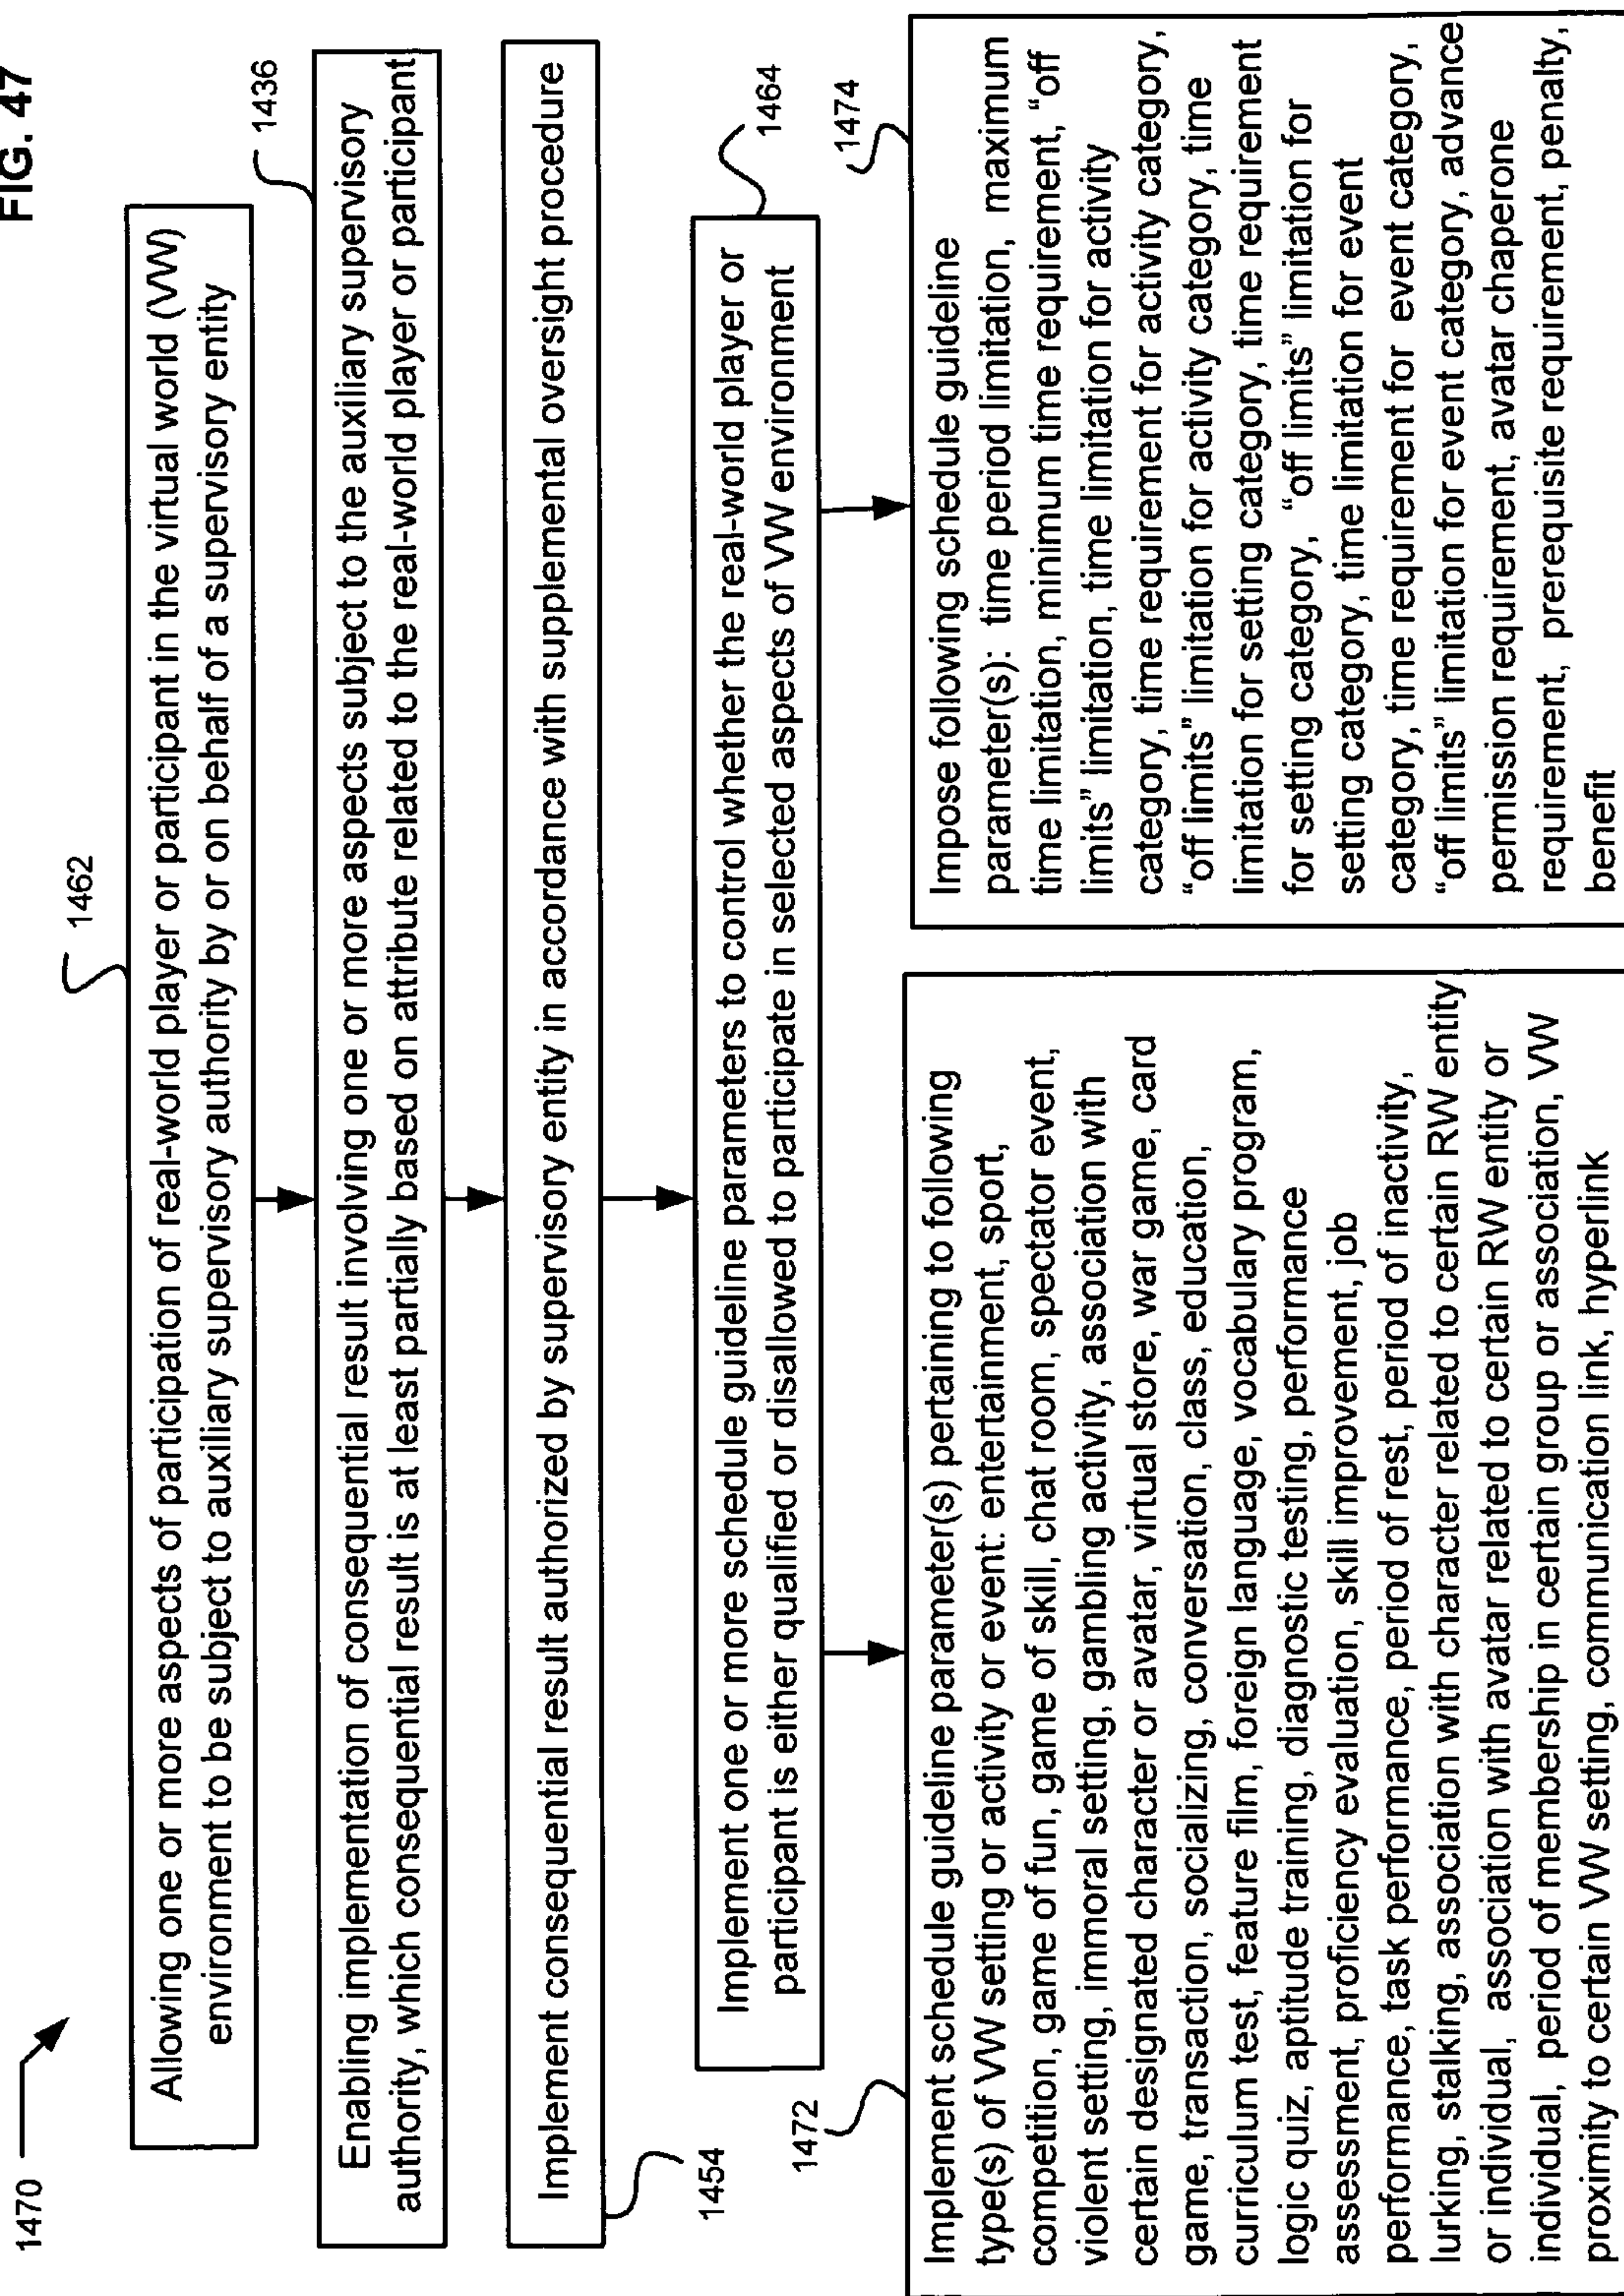 FIG. 47
1470
1462
Allowing one or more aspects of participation of real-world player or participant in the virtual world (VW)
environment to be subject to auxiliary supervisory authority by or on behalf of a supervisory entity
1436
Enabling implementation of consequential result involving one or more aspects subject to the auxiliary supervisory
authority, which consequential result is at least partially based on attribute related to the real-world player or participant
Implement consequential result authorized by supervisory entity in accordance with supplemental oversight procedure
1454
1464
Implement one or more schedule guideline parameters to control whether the real-world player or
participant is either qualified or disallowed to participate in selected aspects of VW environment
1472
Implement schedule guideline parameter(s) pertaining to following
type(s) of VW setting or activity or event: entertainment, sport,
competition, game of fun, game of skill, chat room, spectator event,
violent setting, immoral setting, gambling activity, association with
certain designated character or avatar, virtual store, war game, card
game, transaction, socializing, conversation, class, education,
curriculum test, feature film, foreign language, vocabulary program,
logic quiz, aptitude training, diagnostic testing, performance
assessment, proficiency evaluation, skill improvement, job
performance, task performance, period of rest, period of inactivity,
lurking, stalking, association with character related to certain RW entity
or individual, association with avatar related to certain RW entity or
individual, period of membership in certain group or association, VW
proximity to certain VW setting, communication link, hyperlink
1474
Impose following schedule guideline
parameter(s): time period limitation, maximum
time limitation, minimum time requirement, “off
limits” limitation, time limitation for activity
category, time requirement for activity category,
“off limits” limitation for activity category, time
limitation for setting category, time requirement
for setting category, “off limits” limitation for
setting category, time limitation for event
category, time requirement for event category,
“off limits” limitation for event category, advance
permission requirement, avatar chaperone
requirement, prerequisite requirement, penalty,
benefit